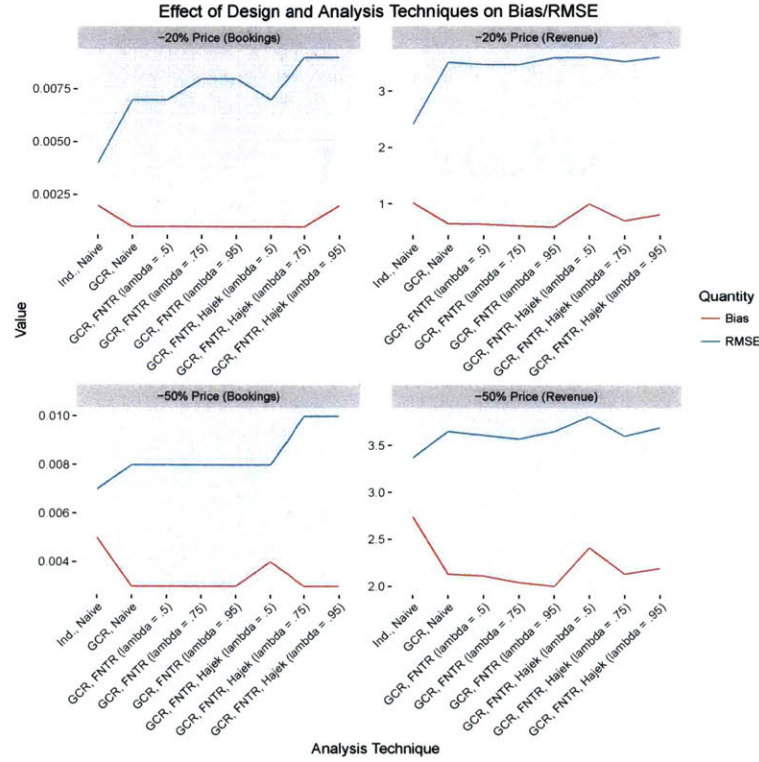 Effect of Design and Analysis Techniques on Bias/RMSE
−20% Price (Bookings)
−20% Price (Revenue)
0.0075
0.0050
0.0025
3
2
1
Ind., Naive
GCR, Naive
GCR, FNTR (lambda = .5)
GCR, FNTR (lambda = .75)
GCR, FNTR (lambda = .95)
GCR, FNTR, Hajek (lambda = .5)
GCR, FNTR, Hajek (lambda = .75)
GCR, FNTR, Hajek (lambda = .95)
Ind., Naive
GCR, Naive
GCR, FNTR (lambda = .5)
GCR, FNTR (lambda = .75)
GCR, FNTR (lambda = .95)
GCR, FNTR, Hajek (lambda = .5)
GCR, FNTR, Hajek (lambda = .75)
GCR, FNTR, Hajek (lambda = .95)
Value
Quantity
Bias
RMSE
−50% Price (Bookings)
−50% Price (Revenue)
0.010
0.008
0.006
0.004
3.5
3.0
2.5
2.0
Ind., Naive
GCR, Naive
GCR, FNTR (lambda = .5)
GCR, FNTR (lambda = .75)
GCR, FNTR (lambda = .95)
GCR, FNTR, Hajek (lambda = .5)
GCR, FNTR, Hajek (lambda = .75)
GCR, FNTR, Hajek (lambda = .95)
Ind., Naive
GCR, Naive
GCR, FNTR (lambda = .5)
GCR, FNTR (lambda = .75)
GCR, FNTR (lambda = .95)
GCR, FNTR, Hajek (lambda = .5)
GCR, FNTR, Hajek (lambda = .75)
GCR, FNTR, Hajek (lambda = .95)
Analysis Technique